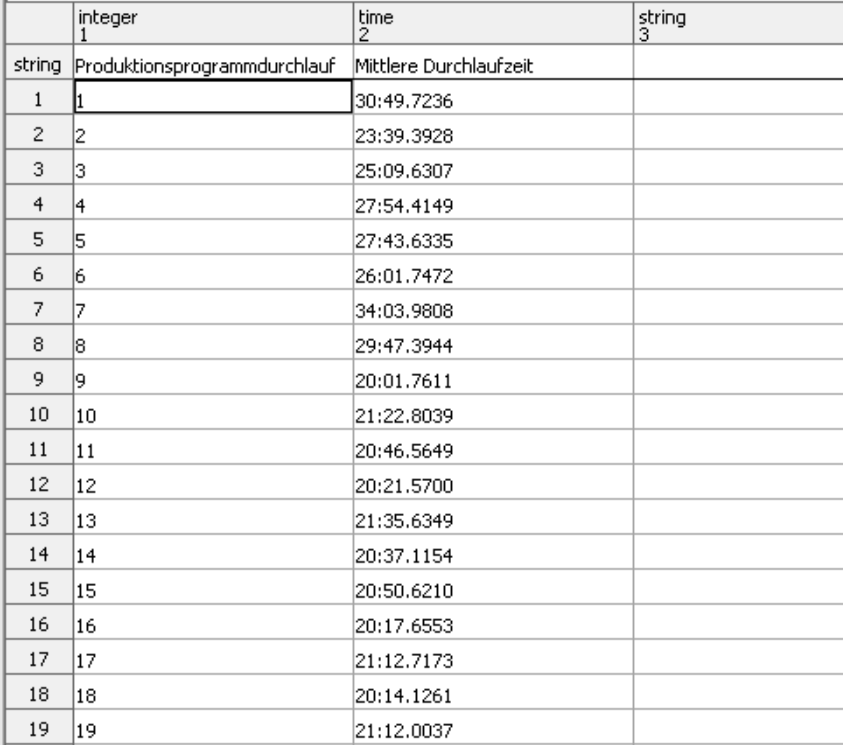 integer time string
1 2 3
string Produktionsprogrammdurchlauf Mittlere Durchlaufzeit
1 1 30:49.7236
2 2 23:39.3928
3 3 25:09.6307
4 4 27:54.4149
5 5 27:43.6335
6 6 26:01.7472
7 7 34:03.9808
8 8 29:47.3944
9 9 20:01.7611
10 10 21:22.8039
11 11 20:46.5649
12 12 20:21.5700
13 13 21:35.6349
14 14 20:37.1154
15 15 20:50.6210
16 16 20:17.6553
17 17 21:12.7173
18 18 20:14.1261
19 19 21:12.0037